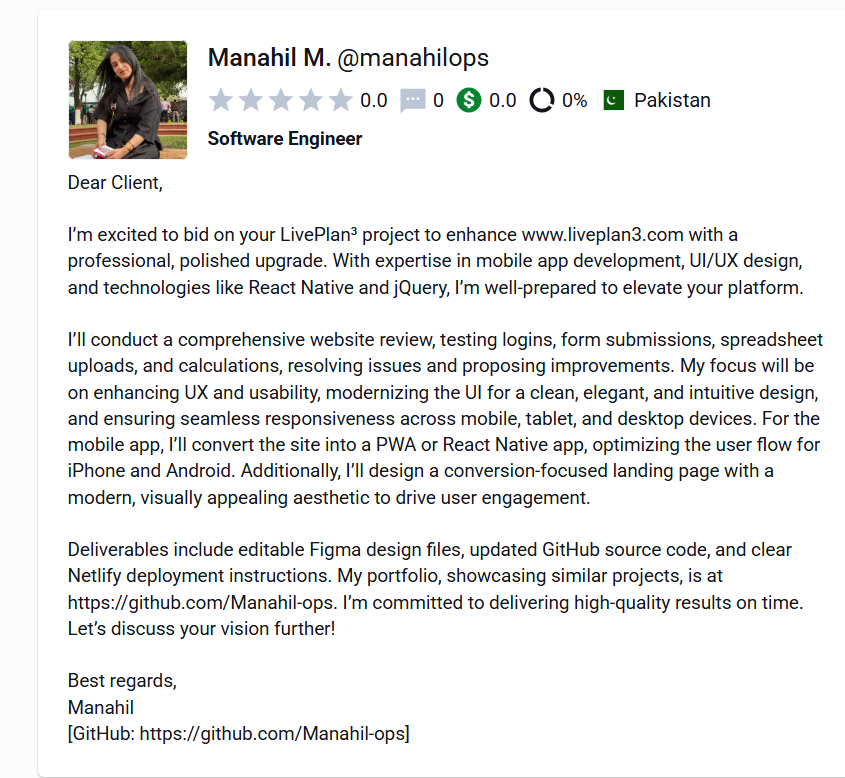 Manahil M. @manahilops
0.0 0 0.0 0% Pakistan
Software Engineer
Dear Client,
I’m excited to bid on your LivePlan³ project to enhance www.liveplan3.com with a
professional, polished upgrade. With expertise in mobile app development, UI/UX design,
and technologies like React Native and jQuery, I’m well-prepared to elevate your platform.
I’ll conduct a comprehensive website review, testing logins, form submissions, spreadsheet
uploads, and calculations, resolving issues and proposing improvements. My focus will be
on enhancing UX and usability, modernizing the UI for a clean, elegant, and intuitive design,
and ensuring seamless responsiveness across mobile, tablet, and desktop devices. For the
mobile app, I’ll convert the site into a PWA or React Native app, optimizing the user flow for
iPhone and Android. Additionally, I’ll design a conversion-focused landing page with a
modern, visually appealing aesthetic to drive user engagement.
Deliverables include editable Figma design files, updated GitHub source code, and clear
Netlify deployment instructions. My portfolio, showcasing similar projects, is at
https://github.com/Manahil-ops. I’m committed to delivering high-quality results on time.
Let’s discuss your vision further!
Best regards,
Manahil
[GitHub: https://github.com/Manahil-ops]